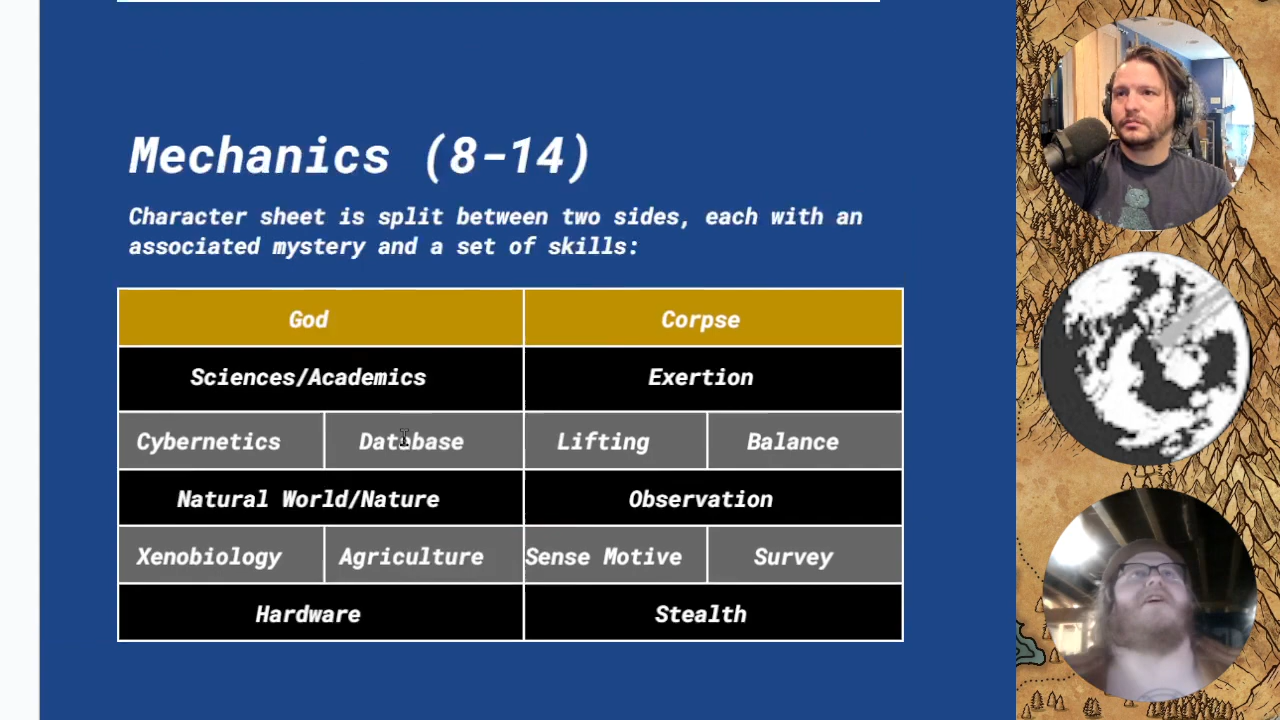 Mechanics (8-14)
Character sheet is split between two sides, each with an
associated mystery and a set of skills:
God Corpse
Sciences/Academics Exertion
Cybernetics Database Lifting Balance
Natural World/Nature Observation
Xenobiology Agriculture Sense Motive Survey
Hardware Stealth